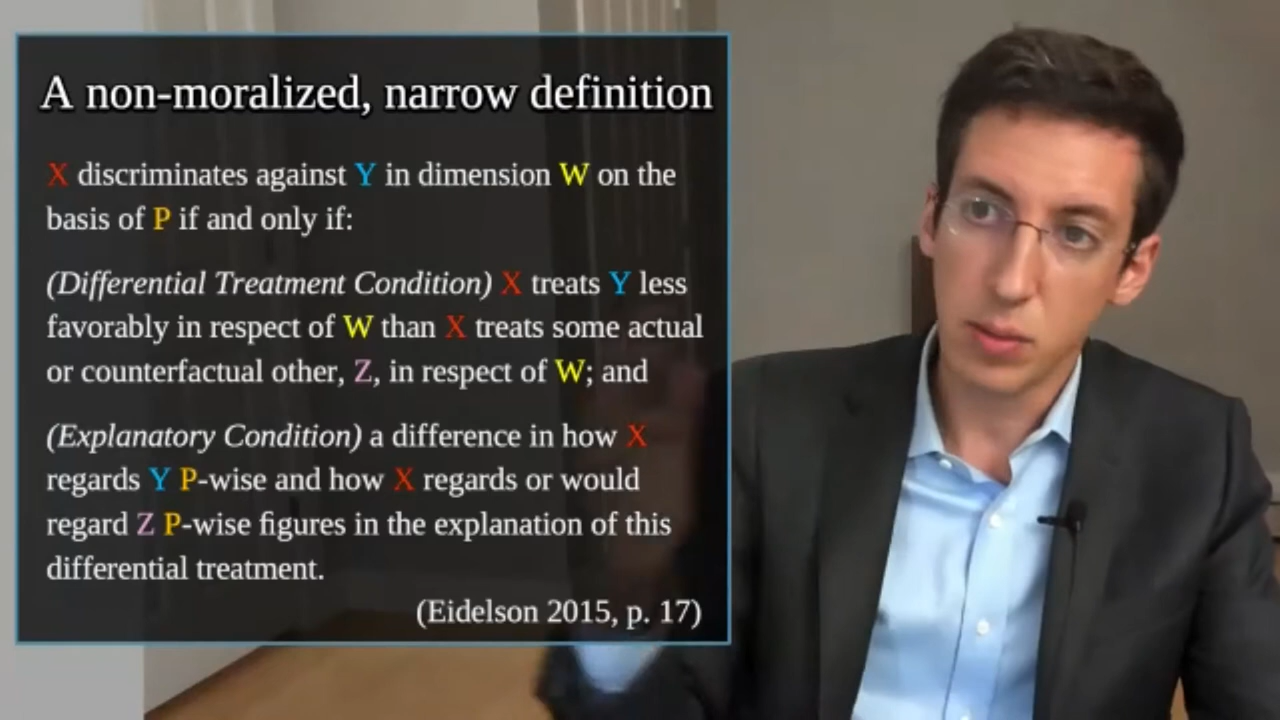 A non-moralized, narrow definition
X discriminates against Y in dimension W on the
basis of P if and only if:
(Differential Treatment Condition) X treats Y less
favorably in respect of W than X treats some actual
or counterfactual other, Z, in respect of W; and
(Explanatory Condition) a difference in how X
regards Y P-wise and how X regards or would
regard Z P-wise figures in the explanation of this
differential treatment.
(Eidelson 2015, p. 17)